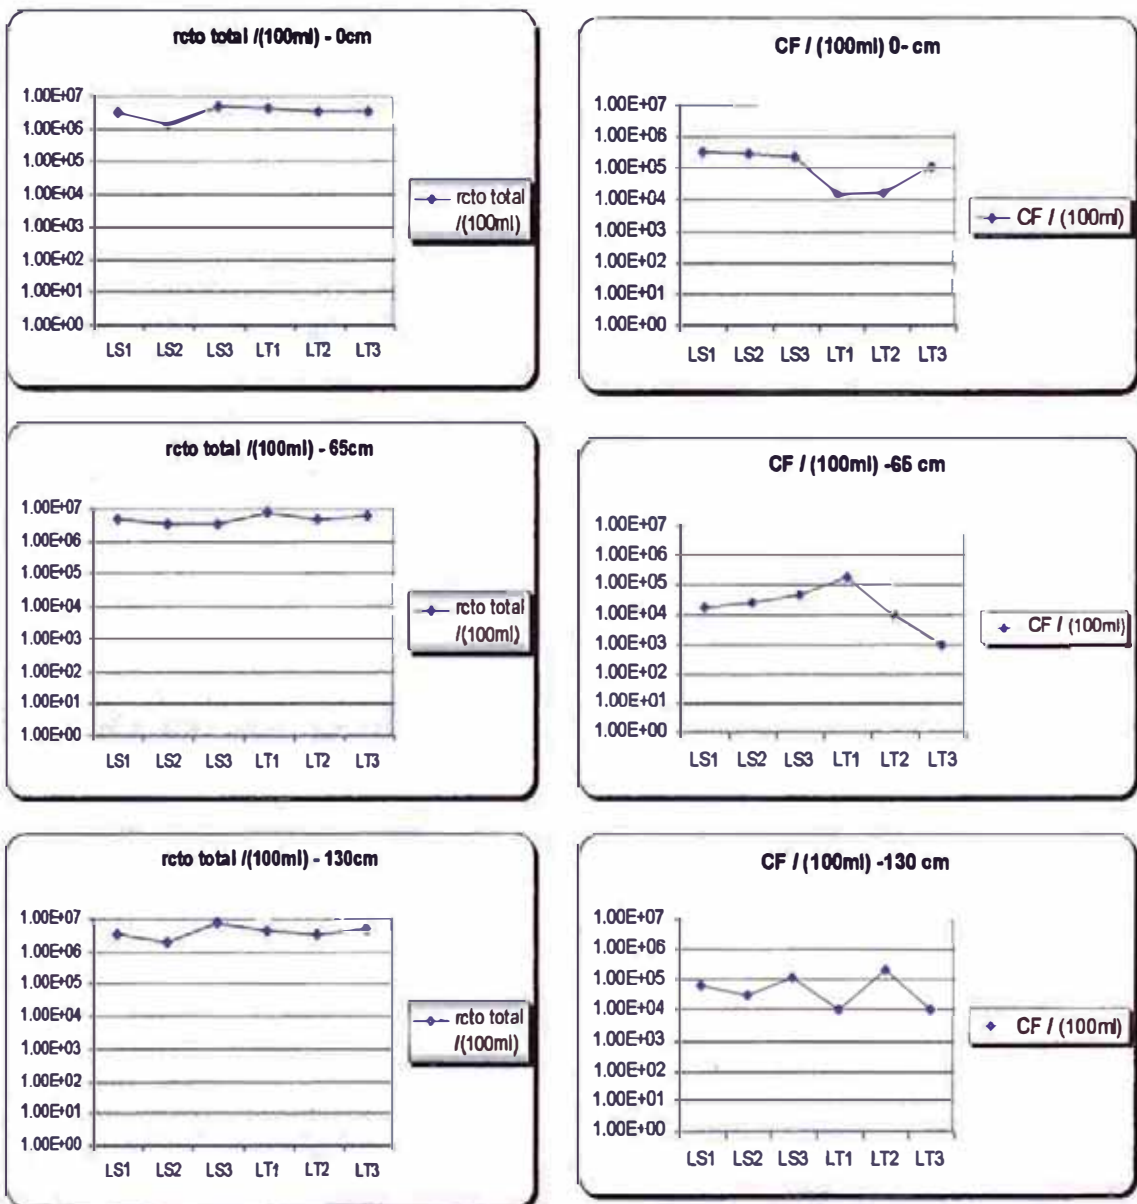 rcto total /(100ml) - 0cm
1.00E+07
1.00E+06
1.00E+05
1.00E+04
1.00E+03
1.00E+02
1.00E+01
1.00E+00
LS1 LS2 LS3 LT1 LT2 LT3
rcto total
/(100ml)
CF / (100ml) 0- cm
1.00E+07
1.00E+06
1.00E+05
1.00E+04
1.00E+03
1.00E+02
1.00E+01
1.00E+00
LS1 LS2 LS3 LT1 LT2 LT3
CF / (100ml)
rcto total /(100ml) - 65cm
1.00E+07
1.00E+06
1.00E+05
1.00E+04
1.00E+03
1.00E+02
1.00E+01
1.00E+00
LS1 LS2 LS3 LT1 LT2 LT3
rcto total
/(100ml)
CF / (100ml) -65 cm
1.00E+07
1.00E+06
1.00E+05
1.00E+04
1.00E+03
1.00E+02
1.00E+01
1.00E+00
LS1 LS2 LS3 LT1 LT2 LT3
CF / (100ml)
rcto total /(100ml) - 130cm
1.00E+07
1.00E+06
1.00E+05
1.00E+04
1.00E+03
1.00E+02
1.00E+01
1.00E+00
LS1 LS2 LS3 LT1 LT2 LT3
rcto total
/(100ml)
CF / (100ml) -130 cm
1.00E+07
1.00E+06
1.00E+05
1.00E+04
1.00E+03
1.00E+02
1.00E+01
1.00E+00
LS1 LS2 LS3 LT1 LT2 LT3
CF / (100ml)